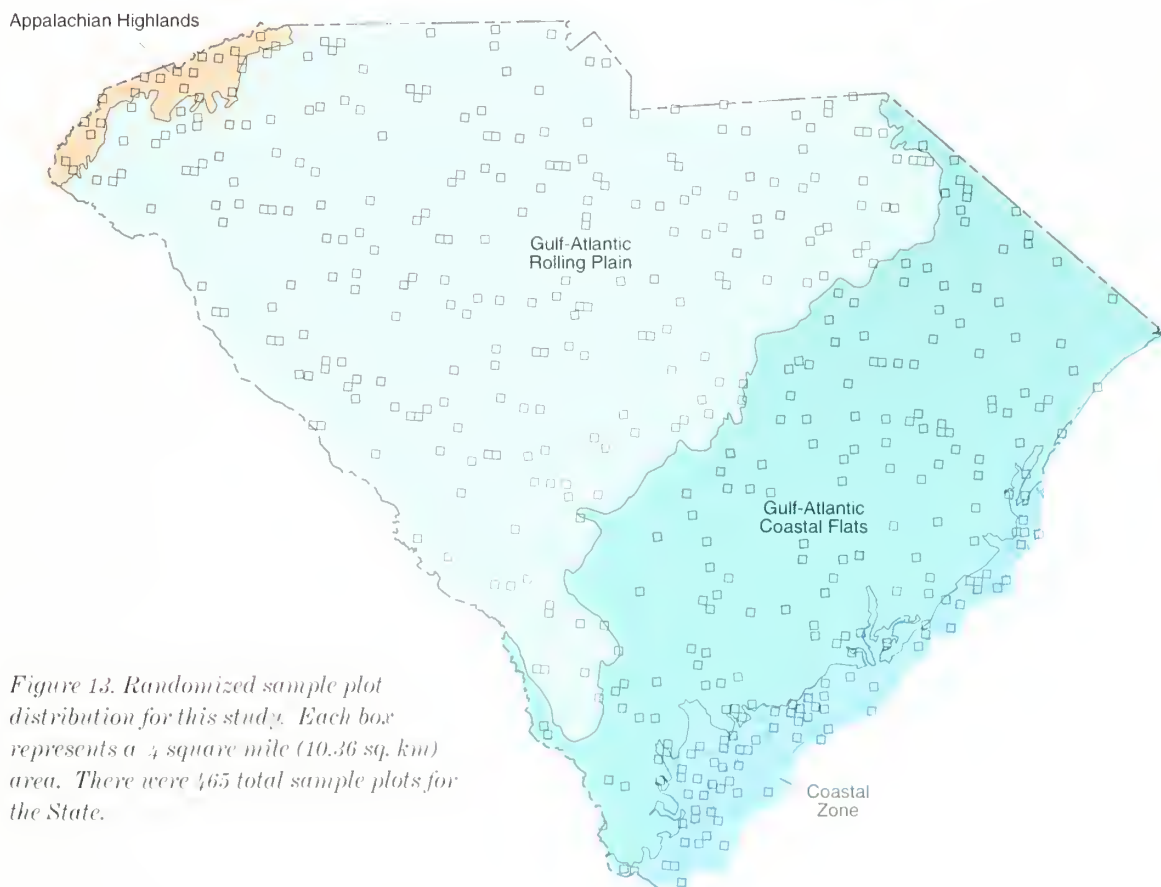 Appalachian Highlands
Gulf-Atlantic
Rolling Plain
Gulf-Atlantic
Coastal Flats
Coastal
Zone
Figure 13. Randomized sample plot
distribution for this study. Each box
represents a 4 square mile (10.36 sq. km)
area. There were 465 total sample plots for
the State.